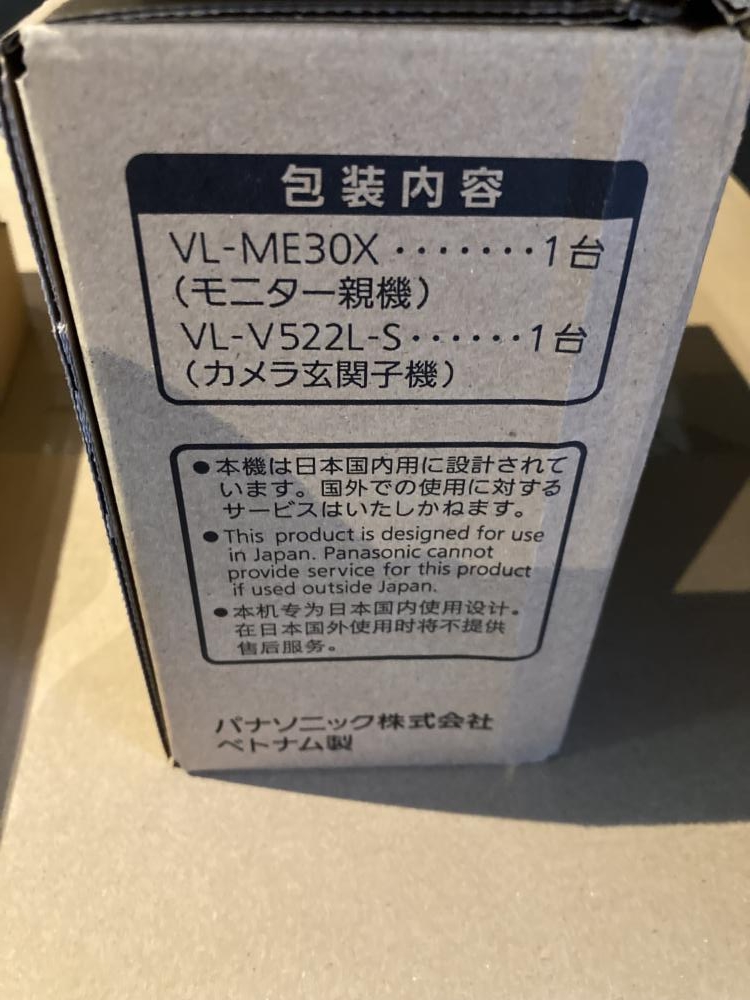 包装内容
VL-ME30X ・・・・・・・1台
(モニター親機)
VL-V522L-S・・・・・・1台
(カメラ玄関子機)
●本機は日本国内用に設計されて
います。国外での使用に対する
サービスはいたしかねます。
●This product is designed for use
in Japan. Panasonic cannot
provide service for this product
if used outside Japan.
●本机专为日本国内使用设计。
在日本国外使用时将不提供
售后服务。
パナソニック株式会社
ベトナム製